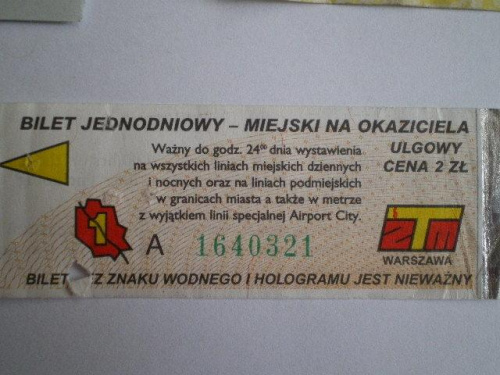 BILET JEDNODNIOWY – MIEJSKI NA OKAZICIELA
Ważny do godz. 24⁰⁰ dnia wystawienia
na wszystkich liniach miejskich dziennych
i nocnych oraz na liniach podmiejskich
w granicach miasta a także w metrze
z wyjątkiem linii specjalnej Airport City.
ULGOWY
CENA 2 ZŁ
1
A 1640321
ZTM
WARSZAWA
BILET EZ ZNAKU WODNEGO I HOLOGRAMU JEST NIEWAŻNY